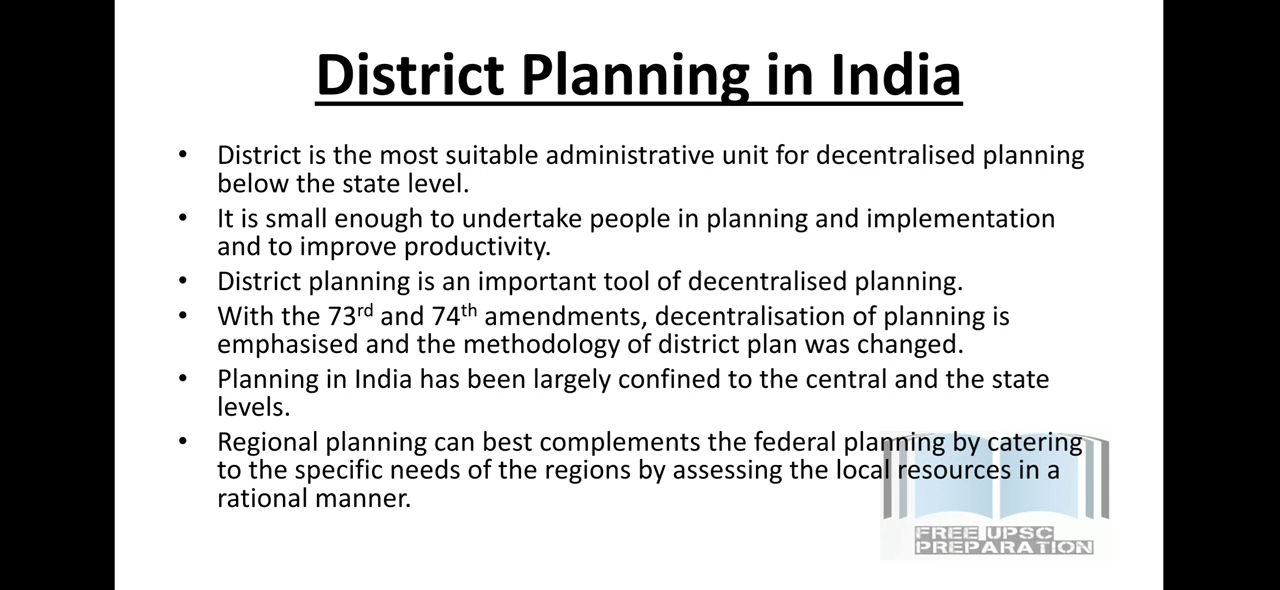 District Planning in India
• District is the most suitable administrative unit for decentralised planning
below the state level.
• It is small enough to undertake people in planning and implementation
and to improve productivity.
• District planning is an important tool of decentralised planning.
• With the 73rd and 74th amendments, decentralisation of planning is
emphasised and the methodology of district plan was changed.
• Planning in India has been largely confined to the central and the state
levels.
• Regional planning can best complements the federal planning by catering
to the specific needs of the regions by assessing the local resources in a
rational manner.
FREE UPSC
PREPARATION